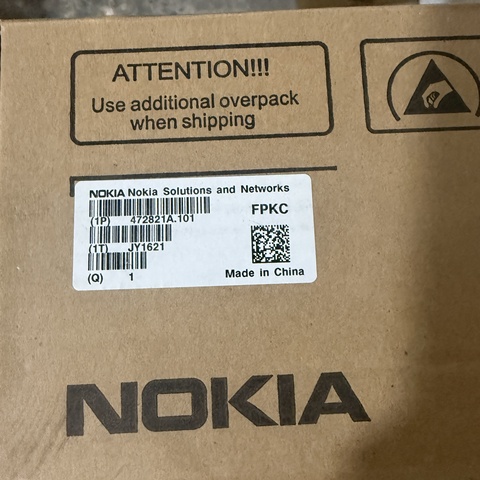 ATTENTION!!!
Use additional overpack
when shipping
NOKIA Nokia Solutions and Networks
(1P) 472821A.101
FPKC
(1T) JY1621
(Q) 1
Made in China
NOKIA